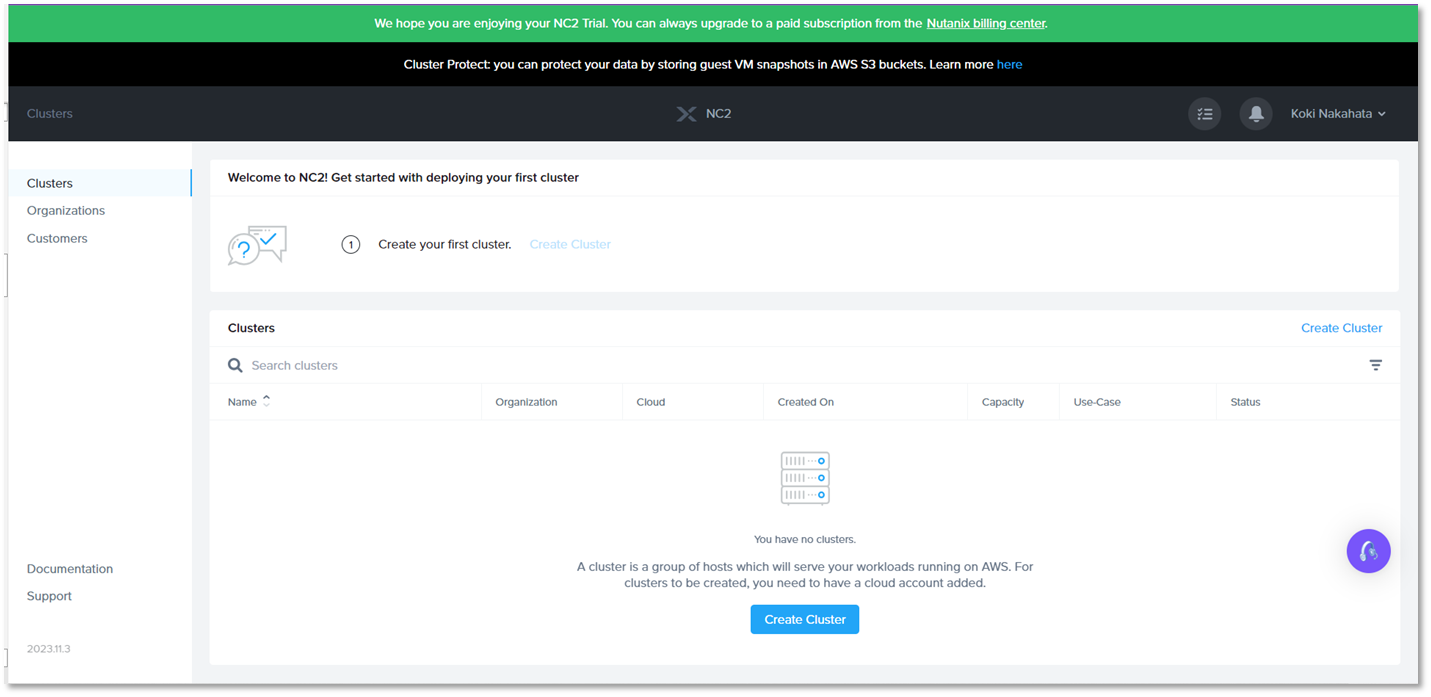 We hope you are enjoying your NC2 Trial. You can always upgrade to a paid subscription from the Nutanix billing center.
Cluster Protect: you can protect your data by storing guest VM snapshots in AWS S3 buckets. Learn more here
Clusters
NC2
Koki Nakahata
Clusters
Organizations
Customers
Welcome to NC2! Get started with deploying your first cluster
?
1 Create your first cluster. Create Cluster
Clusters
Create Cluster
Search clusters
Name Organization Cloud Created On Capacity Use-Case Status
You have no clusters.
A cluster is a group of hosts which will serve your workloads running on AWS. For
clusters to be created, you need to have a cloud account added.
Create Cluster
Documentation
Support
2023.11.3